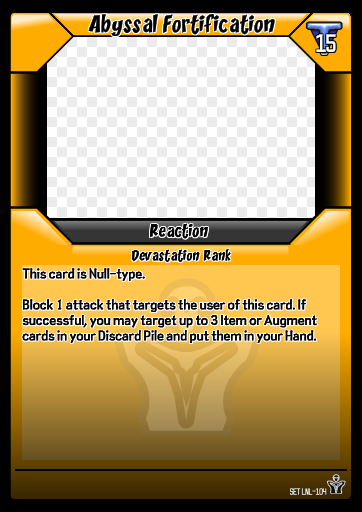 Abyssal Fortification
15
Reaction
Devastation Rank
This card is Null-type.
Block 1 attack that targets the user of this card. If
successful, you may target up to 3 Item or Augment
cards in your Discard Pile and put them in your Hand.
SET LNL-104